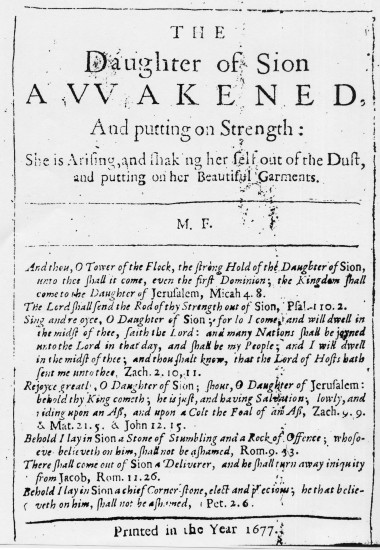 THE
Daughter of Sion
AVVAKENED,
And putting on Strength:
She is Arising, and shaking her self out of the Dust,
and putting on her Beautiful Garments.
M. F.
And thou, O Tower of the Flock, the strong Hold of the Daughter of Sion,
unto thee shall it come, even the first Dominion; the Kingdom shall
come to the Daughter of Jerusalem, Micah 4. 8.
The Lord shall send the Rod of thy Strength out of Sion, Psal. 110. 2.
Sing and rejoyce, O Daughter of Sion; for lo I come, and will dwell in
the midst of thee, saith the Lord: and many Nations shall be joyned
unto the Lord in that day, and shall be my People; and I will dwell
in the midst of thee; and thou shalt know, that the Lord of Hosts hath
sent me unto thee. Zach. 2. 10, 11.
Rejoyce greatly, O Daughter of Sion; shout, O Daughter of Jerusalem:
behold thy King cometh; he is just, and having Salvation; lowly, and
riding upon an Ass, and upon a Colt the Foal of an Ass, Zach. 9. 9.
& Mat. 21. 5. & John 12. 15.
Behold I lay in Sion a Stone of Stumbling and a Rock of Offence; whoso-
eve believeth on him, shall not be ashamed, Rom. 9. 33.
There shall come out of Sion a Deliverer, and he shall turn away iniquity
from Jacob, Rom. 11. 26.
Behold I lay in Sion a chief Corner-stone, elect and precious; he that belie-
veth on him, shall not be ashamed, 1 Pet. 2. 6.
Printed in the Year 1677.